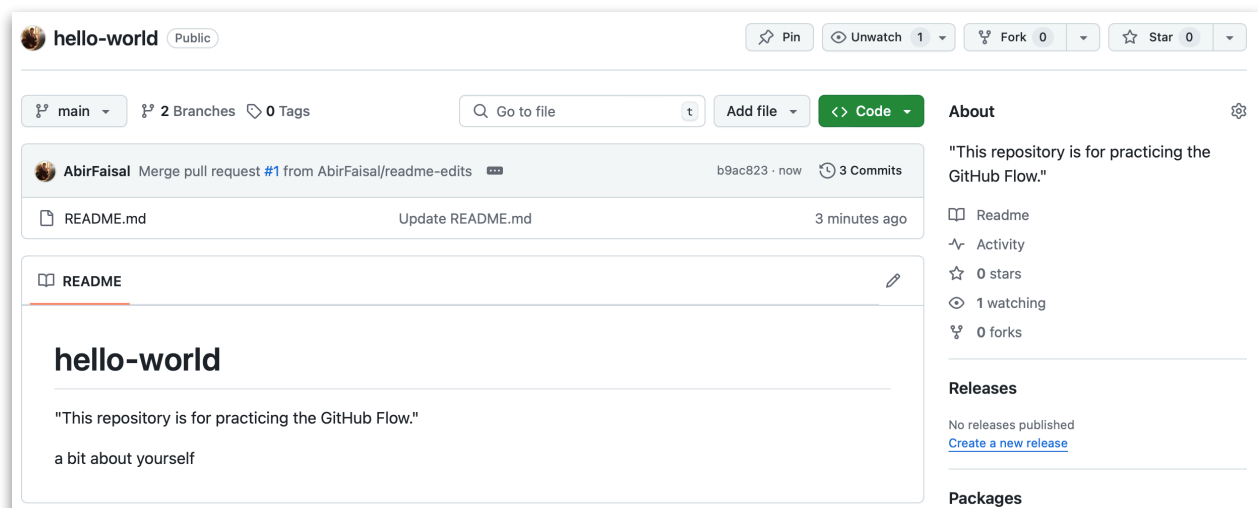 hello-world Public Pin Unwatch 1 Fork 0 Star 0
main 2 Branches 0 Tags Go to file t Add file Code
AbirFaisal Merge pull request #1 from AbirFaisal/readme-edits b9ac823 · now 3 Commits
README.md Update README.md 3 minutes ago
README
hello-world
"This repository is for practicing the GitHub Flow."
a bit about yourself
About
"This repository is for practicing the
GitHub Flow."
Readme
Activity
0 stars
1 watching
0 forks
Releases
No releases published
Create a new release
Packages